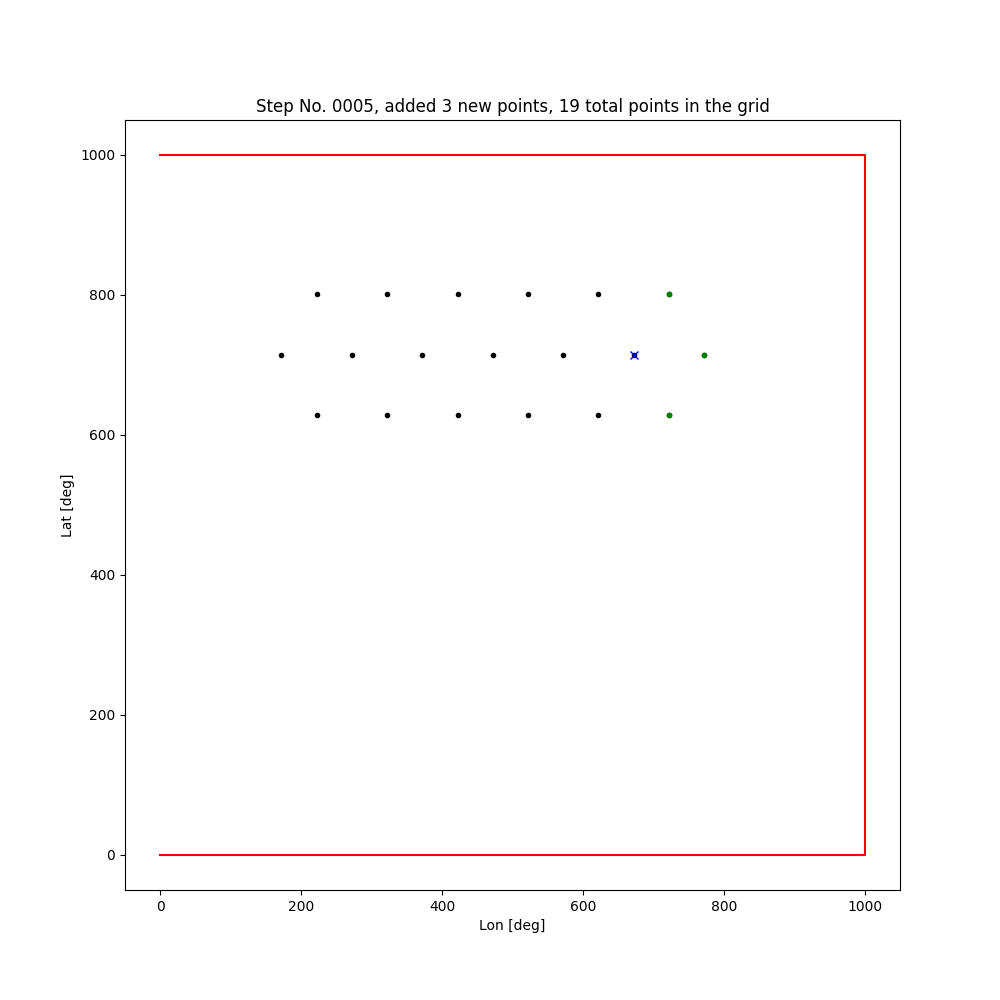 Step No. 0005, added 3 new points, 19 total points in the grid
1000
800
600
400
200
0
Lat [deg]
0 200 400 600 800 1000
Lon [deg]